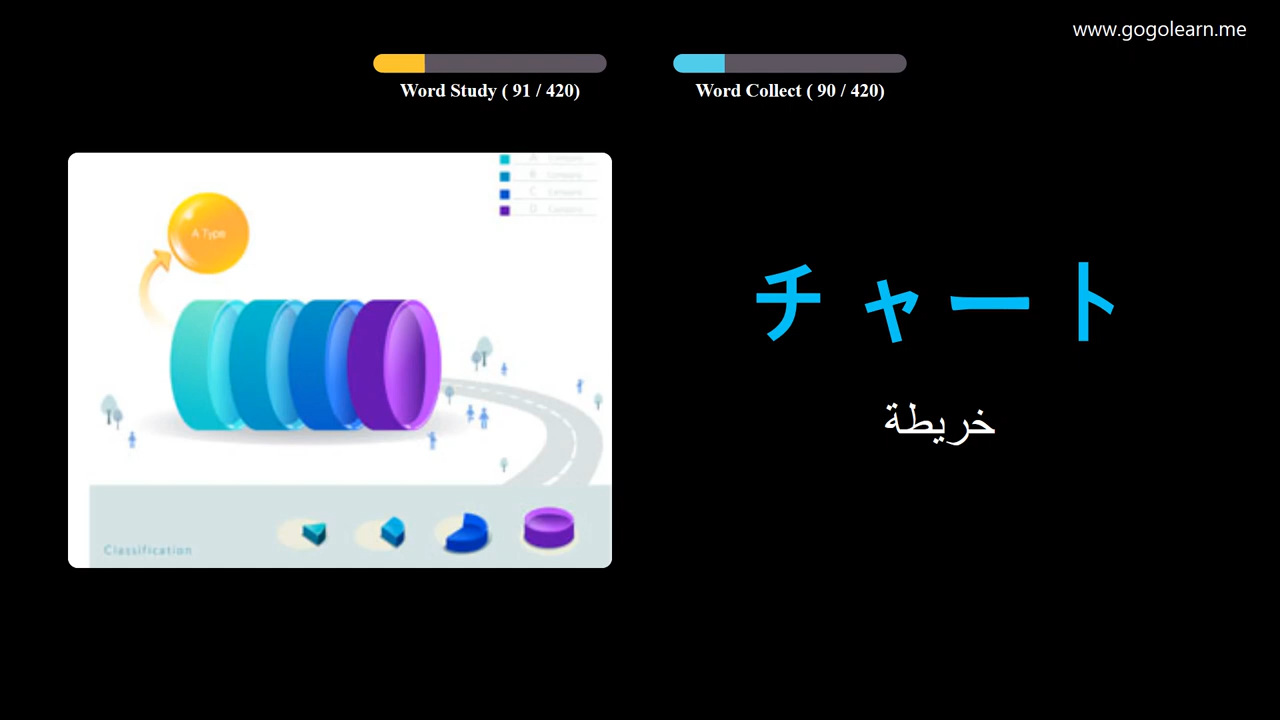 www.gogolearn.me
Word Study ( 91 / 420)
Word Collect ( 90 / 420)
A Type
A
B
C
D
チャート
خريطة
Classification